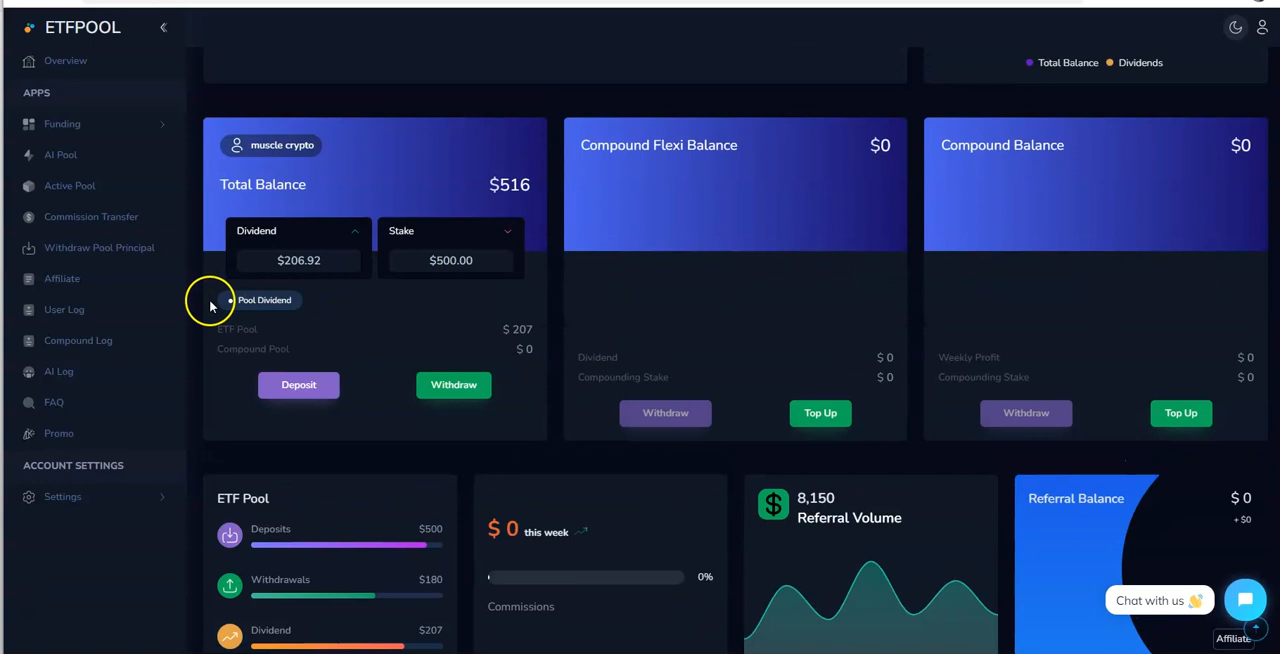 ETFPOOL
Overview
APPS
Funding
AI Pool
Active Pool
Commission Transfer
Withdraw Pool Principal
Affiliate
User Log
Compound Log
AI Log
FAQ
Promo
ACCOUNT SETTINGS
Settings
Total Balance Dividends
muscle crypto
Total Balance $516
Dividend
$206.92
Stake
$500.00
Pool Dividend
ETF Pool $ 207
Compound Pool $ 0
Deposit Withdraw
Compound Flexi Balance $0
Dividend $ 0
Compounding Stake $ 0
Withdraw Top Up
Compound Balance $0
Weekly Profit $ 0
Compounding Stake $ 0
Withdraw Top Up
ETF Pool
Deposits $500
Withdrawals $180
Dividend $207
$ 0 this week
0%
Commissions
8,150
Referral Volume
Referral Balance $ 0
+$0
Chat with us 👋
Affiliate